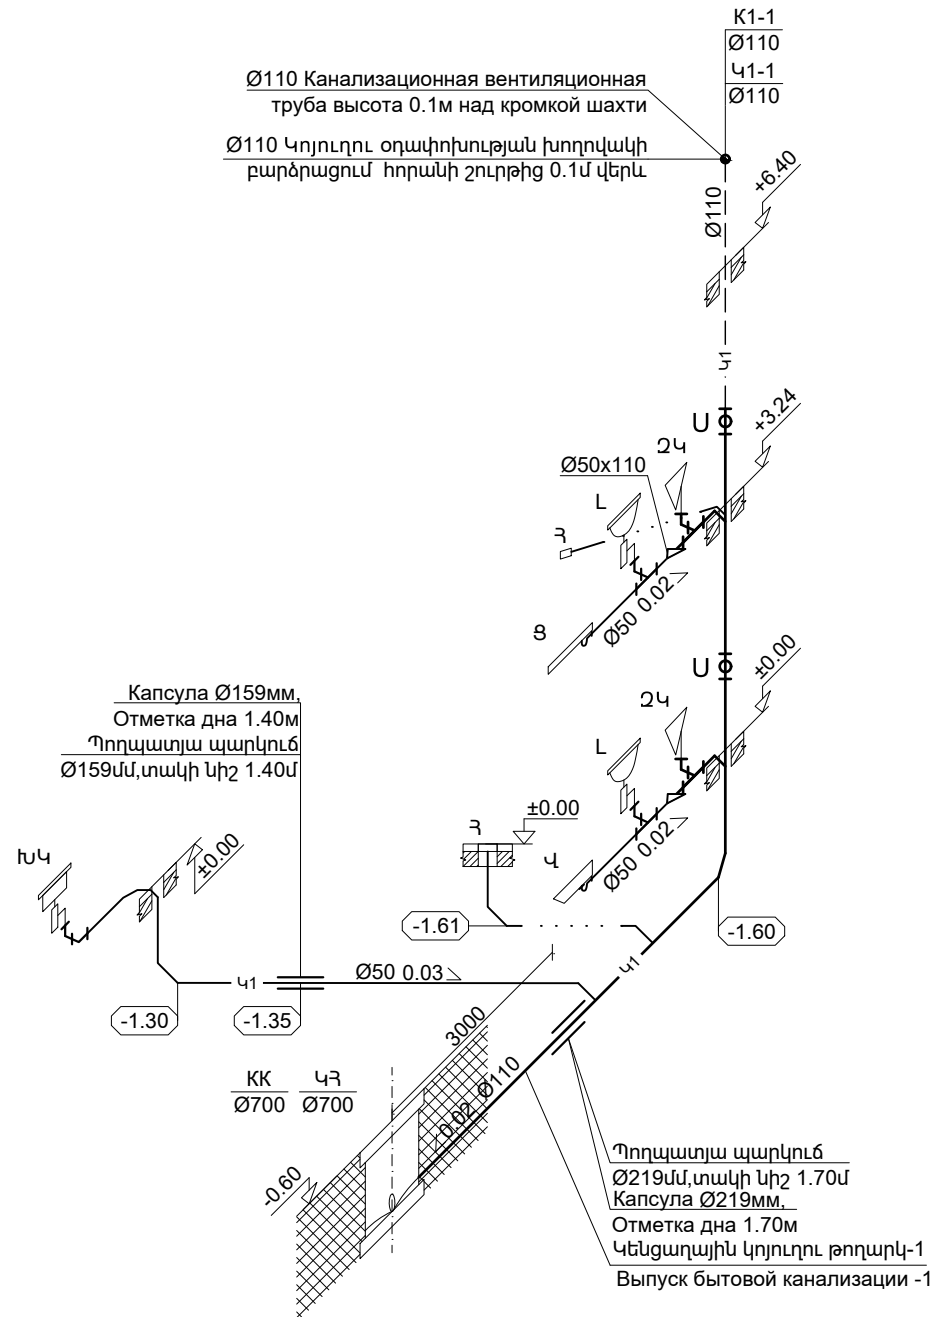 К1-1
Ø110
Կ1-1
Ø110
Ø110 Канализационная вентиляционная
труба высота 0.1м над кромкой шахти
Ø110 Կոյուղու օդափոխության խողովակի
բարձրացում հորանի շուրթից 0.1մ վերև
+6.40
Ø110
Կ1
Ս
+3.24
ԶԿ
Ø50x110
Լ
Հ
Ø50 0.02
Ց
Ս
±0.00
ԶԿ
Լ
Капсула Ø159мм,
Отметка дна 1.40м
Պողպատյա պարկուճ
Ø159մմ,տակի նիշ 1.40մ
±0.00
Հ
Վ
Ø50 0.02
ԽԿ
±0.00
-1.61
-1.60
Կ1
Կ1
Ø50 0.03
-1.30
-1.35
3000
КК
Ø700
ԿՀ
Ø700
0.02 Ø110
-0.60
Պողպատյա պարկուճ
Ø219մմ,տակի նիշ 1.70մ
Капсула Ø219мм,
Отметка дна 1.70м
Կենցաղային կոյուղու թողարկ-1
Выпуск бытовой канализации -1